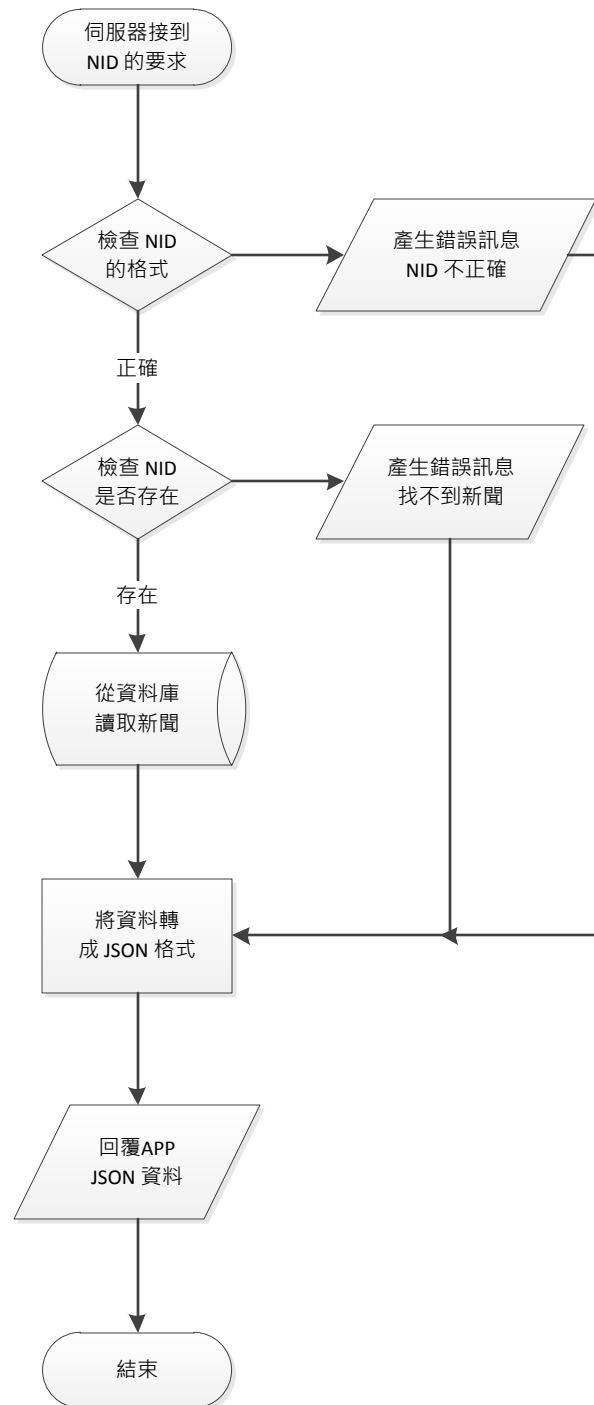 伺服器接到
NID 的要求
檢查 NID
的格式
產生錯誤訊息
NID 不正確
正確
檢查 NID
是否存在
產生錯誤訊息
找不到新聞
存在
從資料庫
讀取新聞
將資料轉
成 JSON 格式
回覆APP
JSON 資料
結束